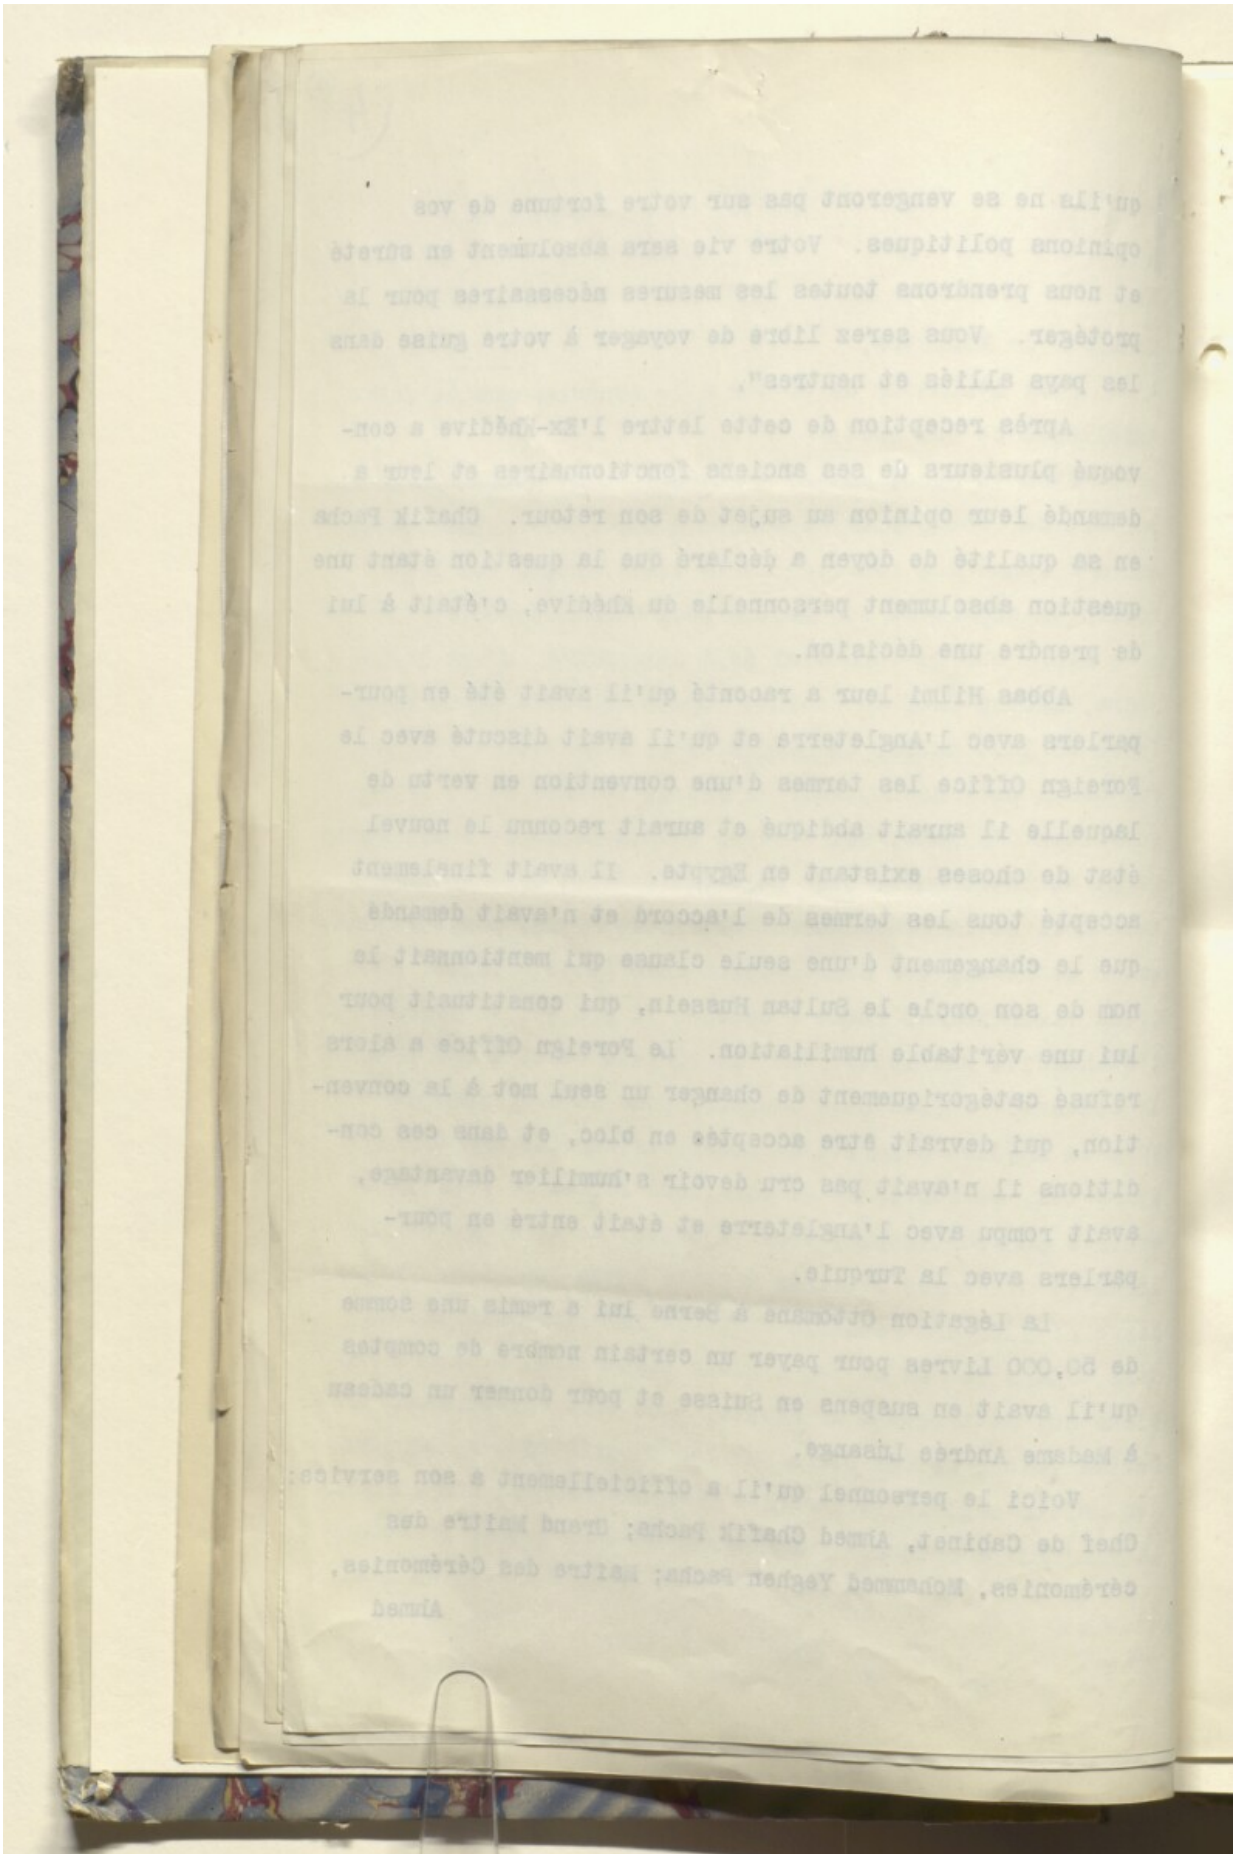 qu'ils ne se vengeront pas sur votre fortune de vos
opinions politiques. Votre vie sera absolument en sûreté
et nous prendrons toutes les mesures nécessaires pour la
protéger. Vous serez libre de voyager à votre guise dans
les pays alliés et neutres".
Après reception de cette lettre l'Ex-Khédive a con-
voqué plusieurs de ses anciens fonctionnaires et leur a
demandé leur opinion au sujet de son retour. Chafik Pacha
en sa qualité de doyen a déclaré que la question étant une
question absolument personnelle du Khédive, c'était à lui
de prendre une décision.
Abbas Hilmi leur a raconté qu'il avait été en pour-
parlers avec l'Angleterre et qu'il avait discuté avec le
Foreign Office les termes d'une convention en vertu de
laquelle il aurait abdiqué et aurait reconnu le nouvel
état de choses existant en Egypte. Il avait finalement
accepté tous les termes de l'accord et n'avait demandé
que le changement d'une seule clause qui mentionnait le
nom de son oncle le Sultan Hussein, qui constituait pour
lui une véritable humiliation. Le Foreign Office a alors
refusé catégoriquement de changer un seul mot à la conven-
tion, qui devrait être acceptée en bloc, et dans ces con-
ditions il n'avait pas cru devoir s'humilier davantage,
avait rompu avec l'Angleterre et était entré en pour-
parlers avec la Turquie.
La Légation Ottomane à Berne lui a remis une somme
de 50,000 Livres pour payer un certain nombre de comptes
qu'il avait en suspens en Suisse et pour donner un cadeau
à Madame Andrée Lusange.
Voici le personnel qu'il a officiellement à son service:
Chef de Cabinet, Ahmed Chafik Pacha; Grand Maître des
cérémonies, Mohammed Yeghen Pacha; Maître des Cérémonies,
Ahmed